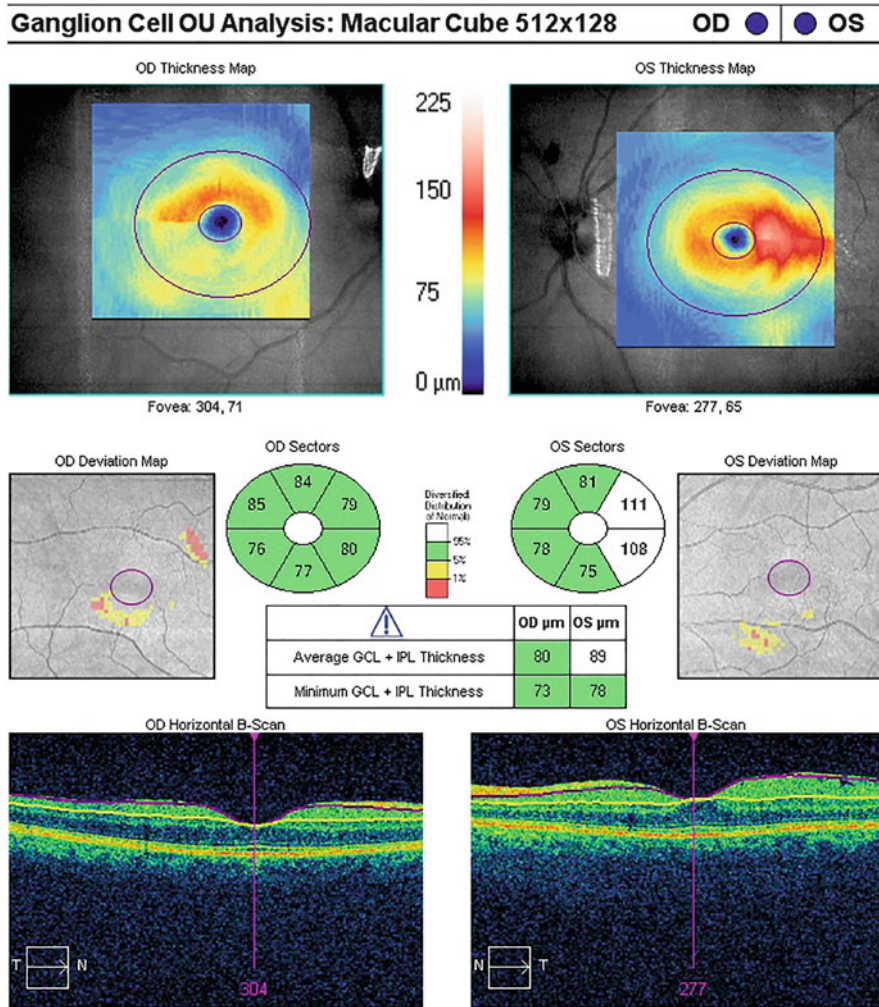 Ganglion Cell OU Analysis: Macular Cube 512x128 OD OS
OD Thickness Map
OS Thickness Map
225
150
75
0 µm
Fovea: 304, 71
Fovea: 277, 65
OD Deviation Map
OD Sectors
OS Sectors
OS Deviation Map
84
85 79
76 80
77
Diversified:
Distribution
of Normals
95%
5%
1%
81
79 111
78 108
75
OD µm OS µm
Average GCL + IPL Thickness 80 89
Minimum GCL + IPL Thickness 73 78
OD Horizontal B-Scan
OS Horizontal B-Scan
T N
304
N T
277